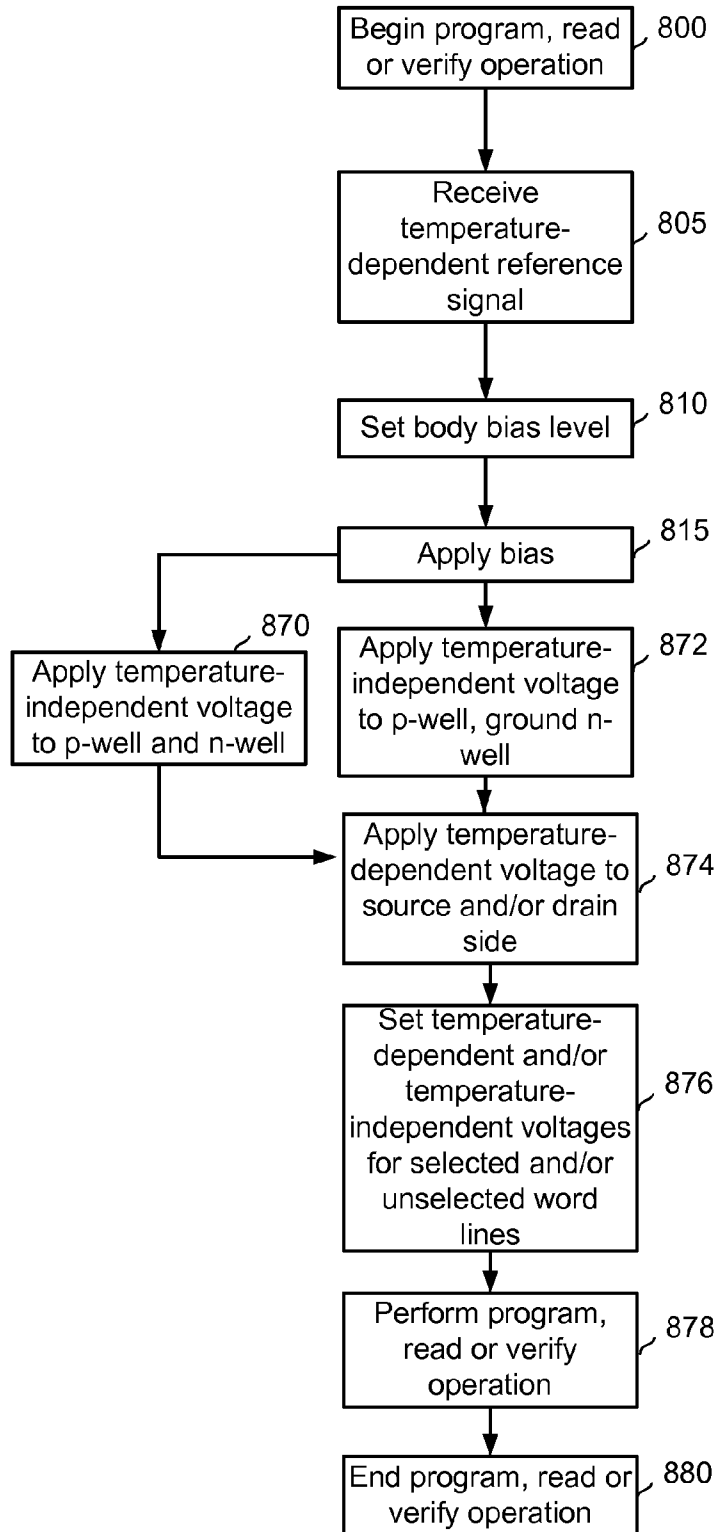 Begin program, read
or verify operation
800
Receive
temperature-
dependent reference
signal
805
Set body bias level
810
Apply bias
815
870
Apply temperature-
independent voltage
to p-well and n-well
Apply temperature-
independent voltage
to p-well, ground n-
well
872
Apply temperature-
dependent voltage to
source and/or drain
side
874
Set temperature-
dependent and/or
temperature-
independent voltages
for selected and/or
unselected word
lines
876
Perform program,
read or verify
operation
878
End program, read or
verify operation
880